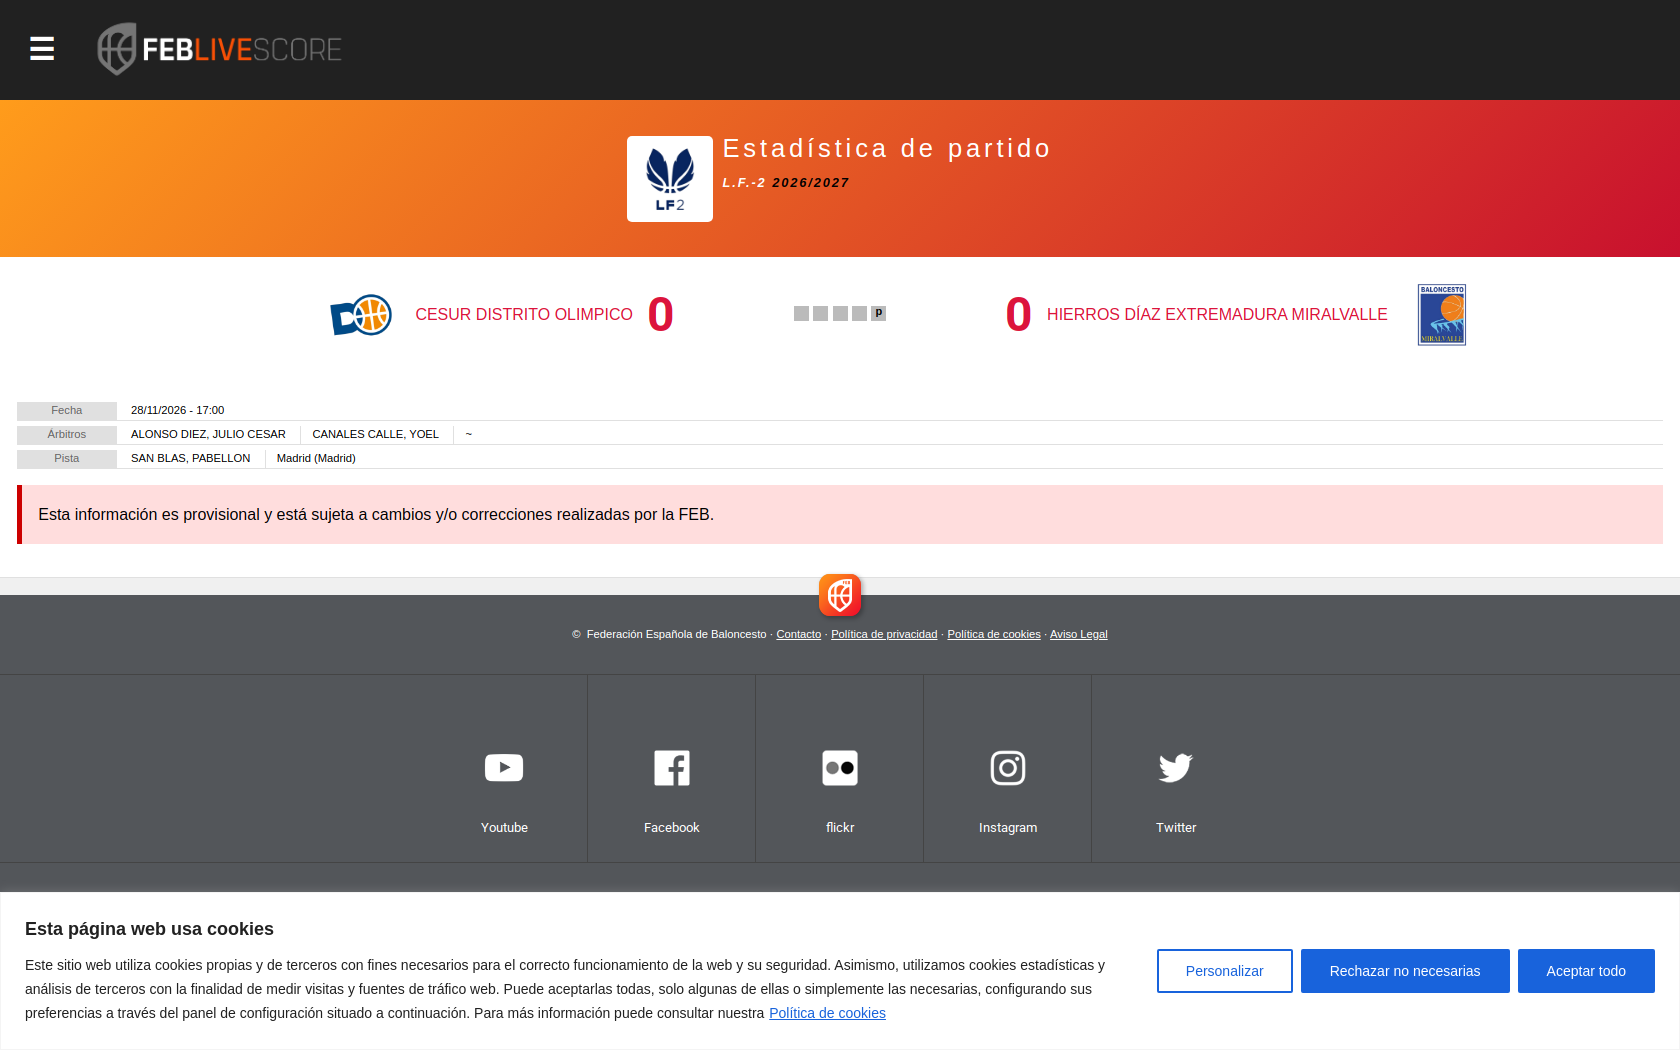 FEBLIVESCORE
Estadística de partido
LF2
L.F.-2 2026/2027
CESUR DISTRITO OLIMPICO 0
p
0 HIERROS DÍAZ EXTREMADURA MIRALVALLE
BALONCESTO
MIRALVALLE
Fecha 28/11/2026 - 17:00
Árbitros ALONSO DIEZ, JULIO CESAR CANALES CALLE, YOEL ~
Pista SAN BLAS, PABELLON Madrid (Madrid)
Esta información es provisional y está sujeta a cambios y/o correcciones realizadas por la FEB.
FEB
© Federación Española de Baloncesto · Contacto · Política de privacidad · Política de cookies · Aviso Legal
Youtube
Facebook
flickr
Instagram
Twitter
Esta página web usa cookies
Este sitio web utiliza cookies propias y de terceros con fines necesarios para el correcto funcionamiento de la web y su seguridad. Asimismo, utilizamos cookies estadísticas y
análisis de terceros con la finalidad de medir visitas y fuentes de tráfico web. Puede aceptarlas todas, solo algunas de ellas o simplemente las necesarias, configurando sus
preferencias a través del panel de configuración situado a continuación. Para más información puede consultar nuestra Política de cookies
Personalizar
Rechazar no necesarias
Aceptar todo